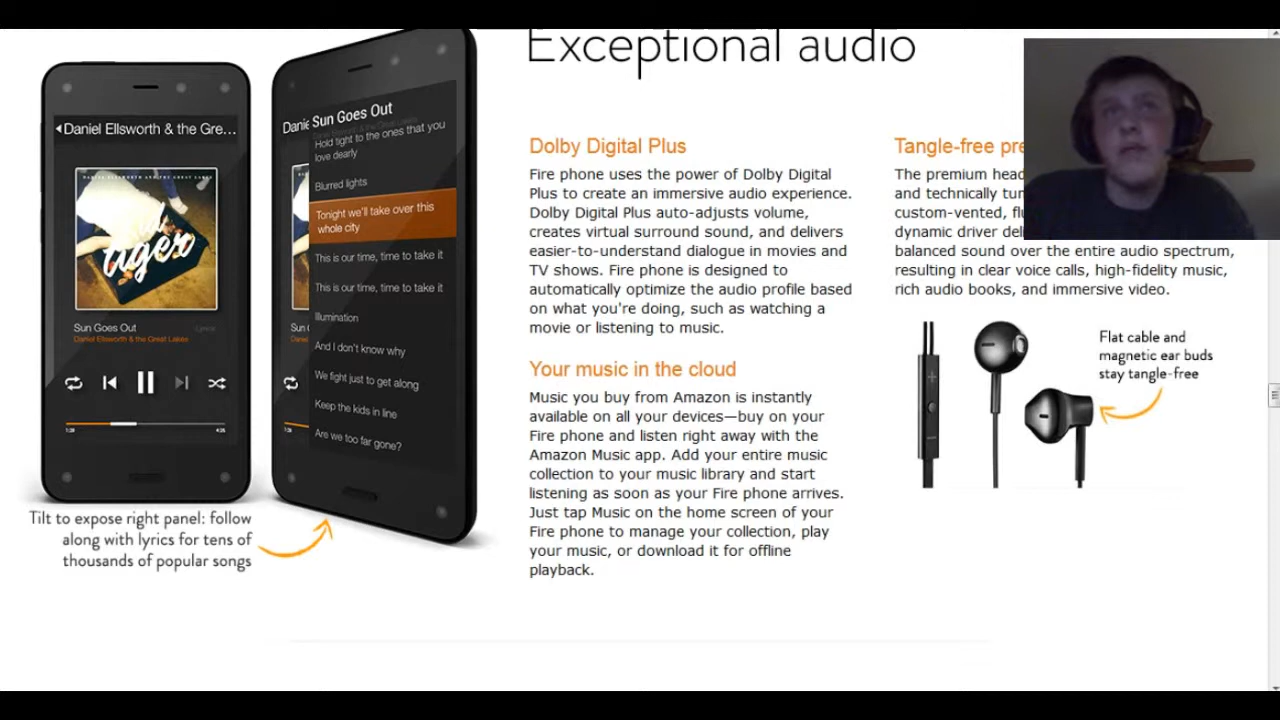 Exceptional audio
Daniel Ellsworth & the Gre...
tiger
Sun Goes Out
Lyrics
Daniel Ellsworth & the Great Lakes
1:39
4:25
Sun Goes Out
Hold tight to the ones that you
love dearly
Blurred lights
Tonight we'll take over this
whole city
This is our time, time to take it
This is our time, time to take it
Illumination
And I don't know why
We fight just to get along
Keep the kids in line
Are we too far gone?
Tilt to expose right panel: follow
along with lyrics for tens of
thousands of popular songs
Dolby Digital Plus
Fire phone uses the power of Dolby Digital
Plus to create an immersive audio experience.
Dolby Digital Plus auto-adjusts volume,
creates virtual surround sound, and delivers
easier-to-understand dialogue in movies and
TV shows. Fire phone is designed to
automatically optimize the audio profile based
on what you're doing, such as watching a
movie or listening to music.
Your music in the cloud
Music you buy from Amazon is instantly
available on all your devices—buy on your
Fire phone and listen right away with the
Amazon Music app. Add your entire music
collection to your music library and start
listening as soon as your Fire phone arrives.
Just tap Music on the home screen of your
Fire phone to manage your collection, play
your music, or download it for offline
playback.
Tangle-free pre
The premium head
and technically tun
custom-vented, flu
dynamic driver deli
balanced sound over the entire audio spectrum,
resulting in clear voice calls, high-fidelity music,
rich audio books, and immersive video.
Flat cable and
magnetic ear buds
stay tangle-free